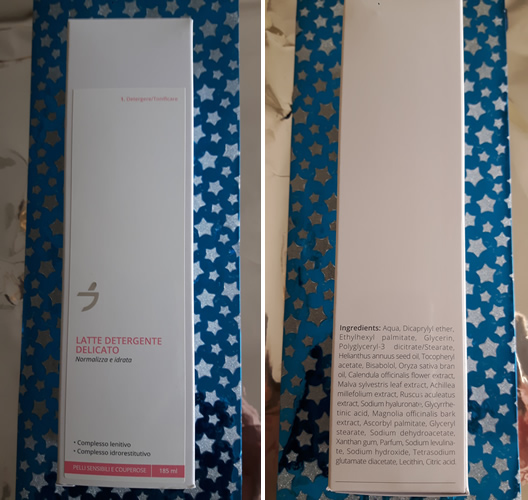 1. Detergere/Tonificare
LATTE DETERGENTE
DELICATO
Normalizza e idrata
• Complesso lenitivo
• Complesso idrorestitutivo
PELLI SENSIBILI E COUPEROSE
185 ml
Ingredients: Aqua, Dicaprylyl ether,
Ethylhexyl palmitate, Glycerin,
Polyglyceryl-3 dicitrate/Stearate,
Helianthus annuus seed oil, Tocopheryl
acetate, Bisabolol, Oryza sativa bran
oil, Calendula officinalis flower extract,
Malva sylvestris leaf extract, Achillea
millefolium extract, Ruscus aculeatus
extract, Sodium hyaluronate, Glycyrrhe-
tinic acid, Magnolia officinalis bark
extract, Ascorbyl palmitate, Glyceryl
stearate, Sodium dehydroacetate,
Xanthan gum, Parfum, Sodium levulina-
te, Sodium hydroxide, Tetrasodium
glutamate diacetate, Lecithin, Citric acid